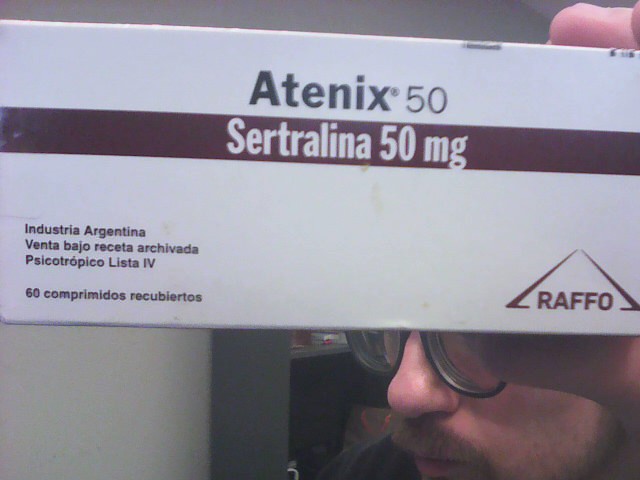 Atenix® 50
Sertralina 50 mg
Industria Argentina
Venta bajo receta archivada
Psicotrópico Lista IV
60 comprimidos recubiertos
RAFFO